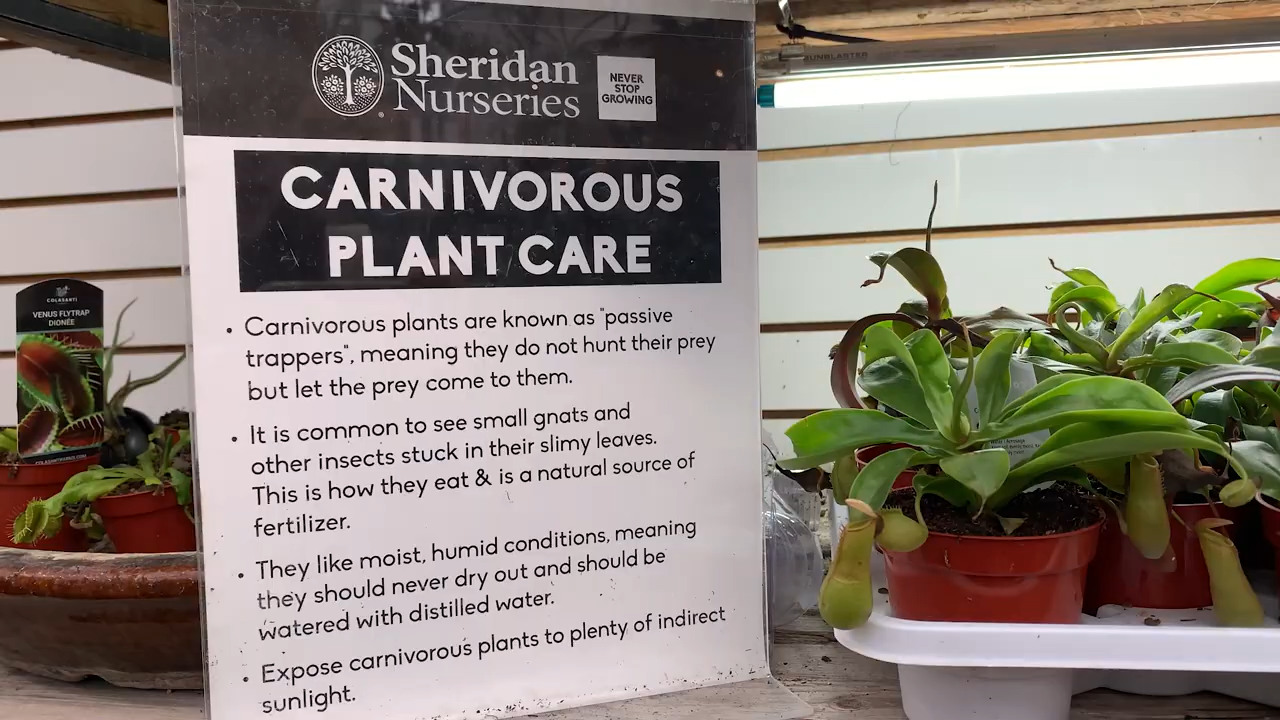 Sheridan
Nurseries
NEVER
STOP
GROWING
CARNIVOROUS
PLANT CARE
• Carnivorous plants are known as "passive
trappers", meaning they do not hunt their prey
but let the prey come to them.
• It is common to see small gnats and
other insects stuck in their slimy leaves.
This is how they eat & is a natural source of
fertilizer.
• They like moist, humid conditions, meaning
they should never dry out and should be
watered with distilled water.
• Expose carnivorous plants to plenty of indirect
sunlight.
COLASANTI
VENUS FLYTRAP
DIONÉE
SUNBLASTER